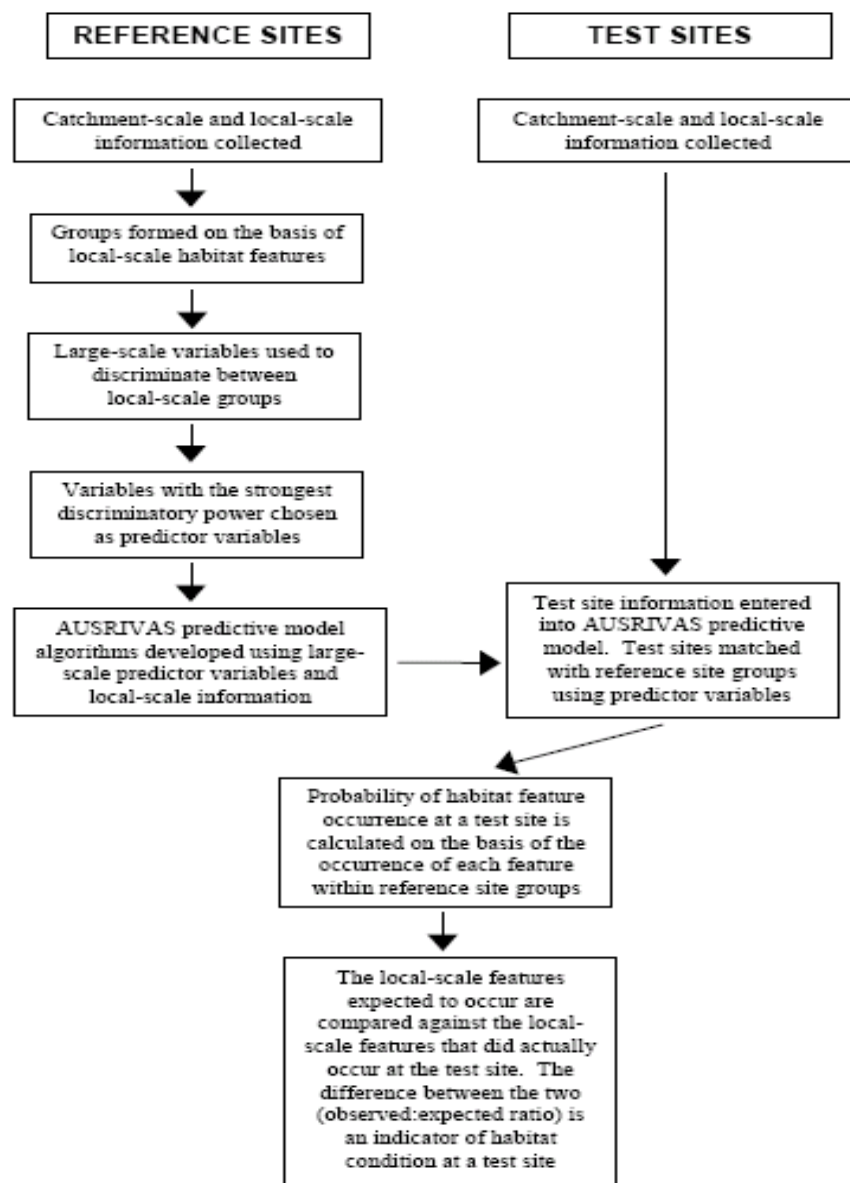 REFERENCE SITES
Catchment-scale and local-scale
information collected
Groups formed on the basis of
local-scale habitat features
Large-scale variables used to
discriminate between
local-scale groups
Variables with the strongest
discriminatory power chosen
as predictor variables
AUSRIVAS predictive model
algorithms developed using large-
scale predictor variables and
local-scale information
TEST SITES
Catchment-scale and local-scale
information collected
Test site information entered
into AUSRIVAS predictive
model. Test sites matched
with reference site groups
using predictor variables
Probability of habitat feature
occurrence at a test site is
calculated on the basis of the
occurrence of each feature
within reference site groups
The local-scale features
expected to occur are
compared against the local-
scale features that did actually
occur at the test site. The
difference between the two
(observed:expected ratio) is
an indicator of habitat
condition at a test site